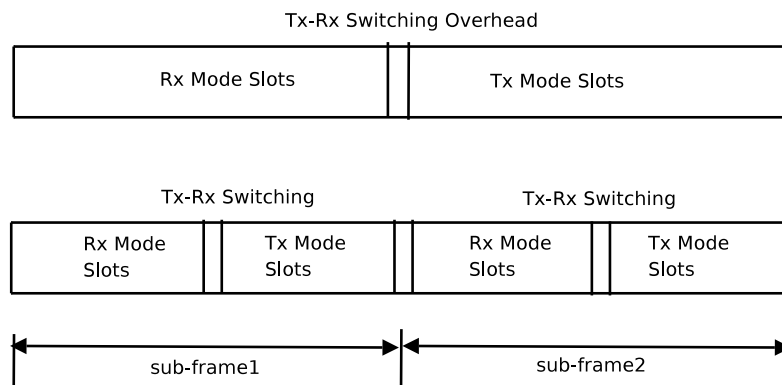 Tx-Rx Switching Overhead
Rx Mode Slots
Tx Mode Slots
Tx-Rx Switching
Tx-Rx Switching
Rx Mode
Slots
Tx Mode
Slots
Rx Mode
Slots
Tx Mode
Slots
sub-frame1
sub-frame2